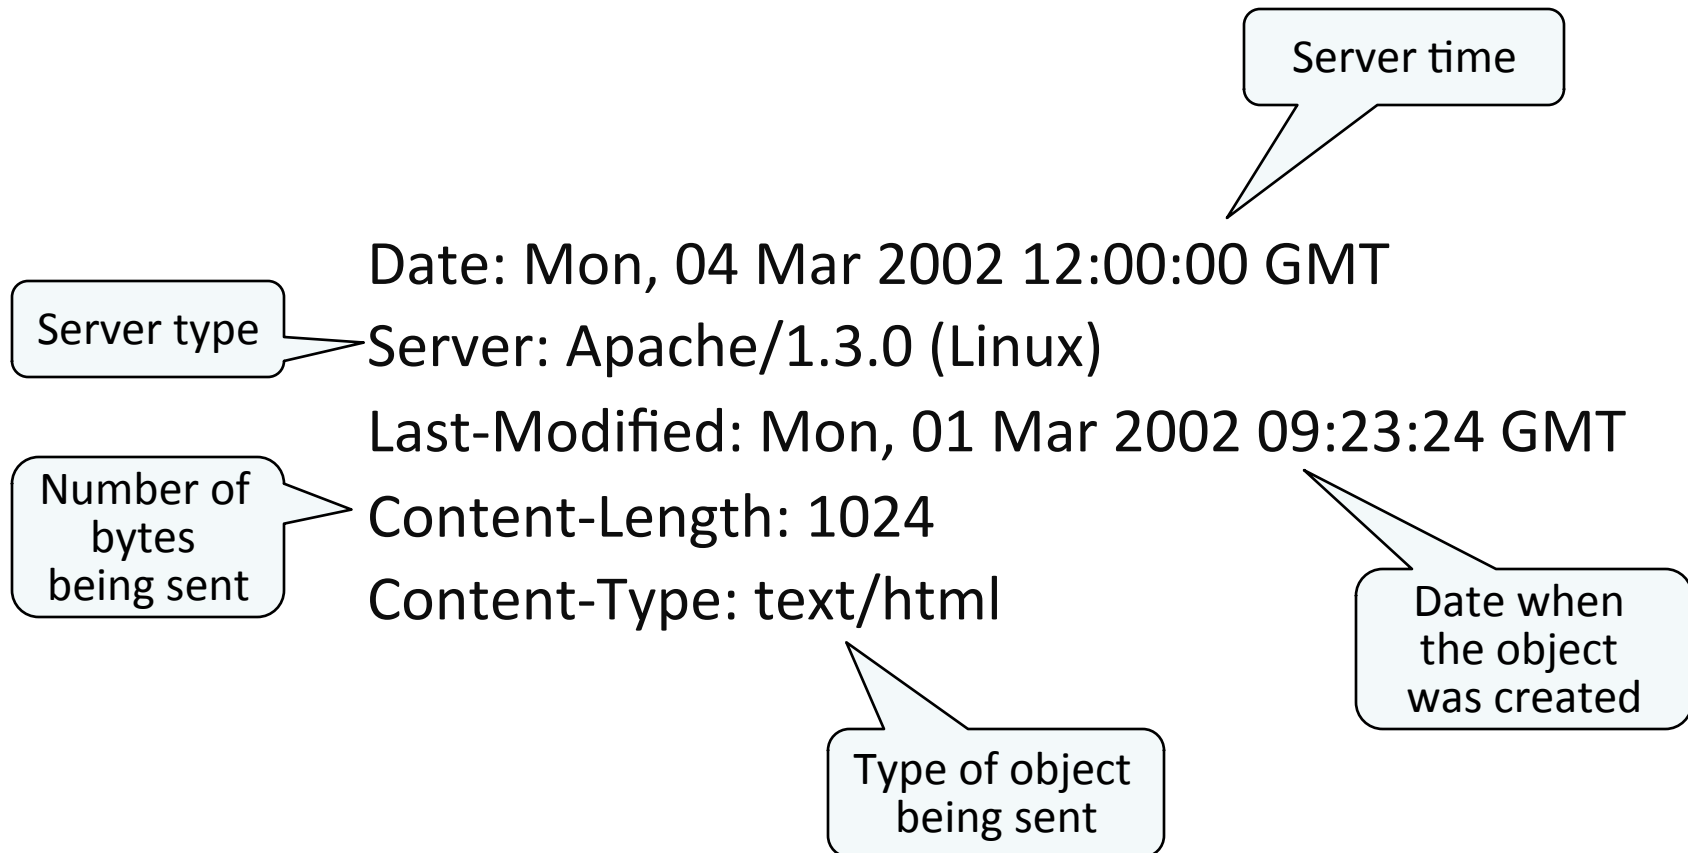 Server time
Date: Mon, 04 Mar 2002 12:00:00 GMT
Server type
Server: Apache/1.3.0 (Linux)
Last-Modified: Mon, 01 Mar 2002 09:23:24 GMT
Number of
bytes
being sent
Content-Length: 1024
Content-Type: text/html
Date when
the object
was created
Type of object
being sent